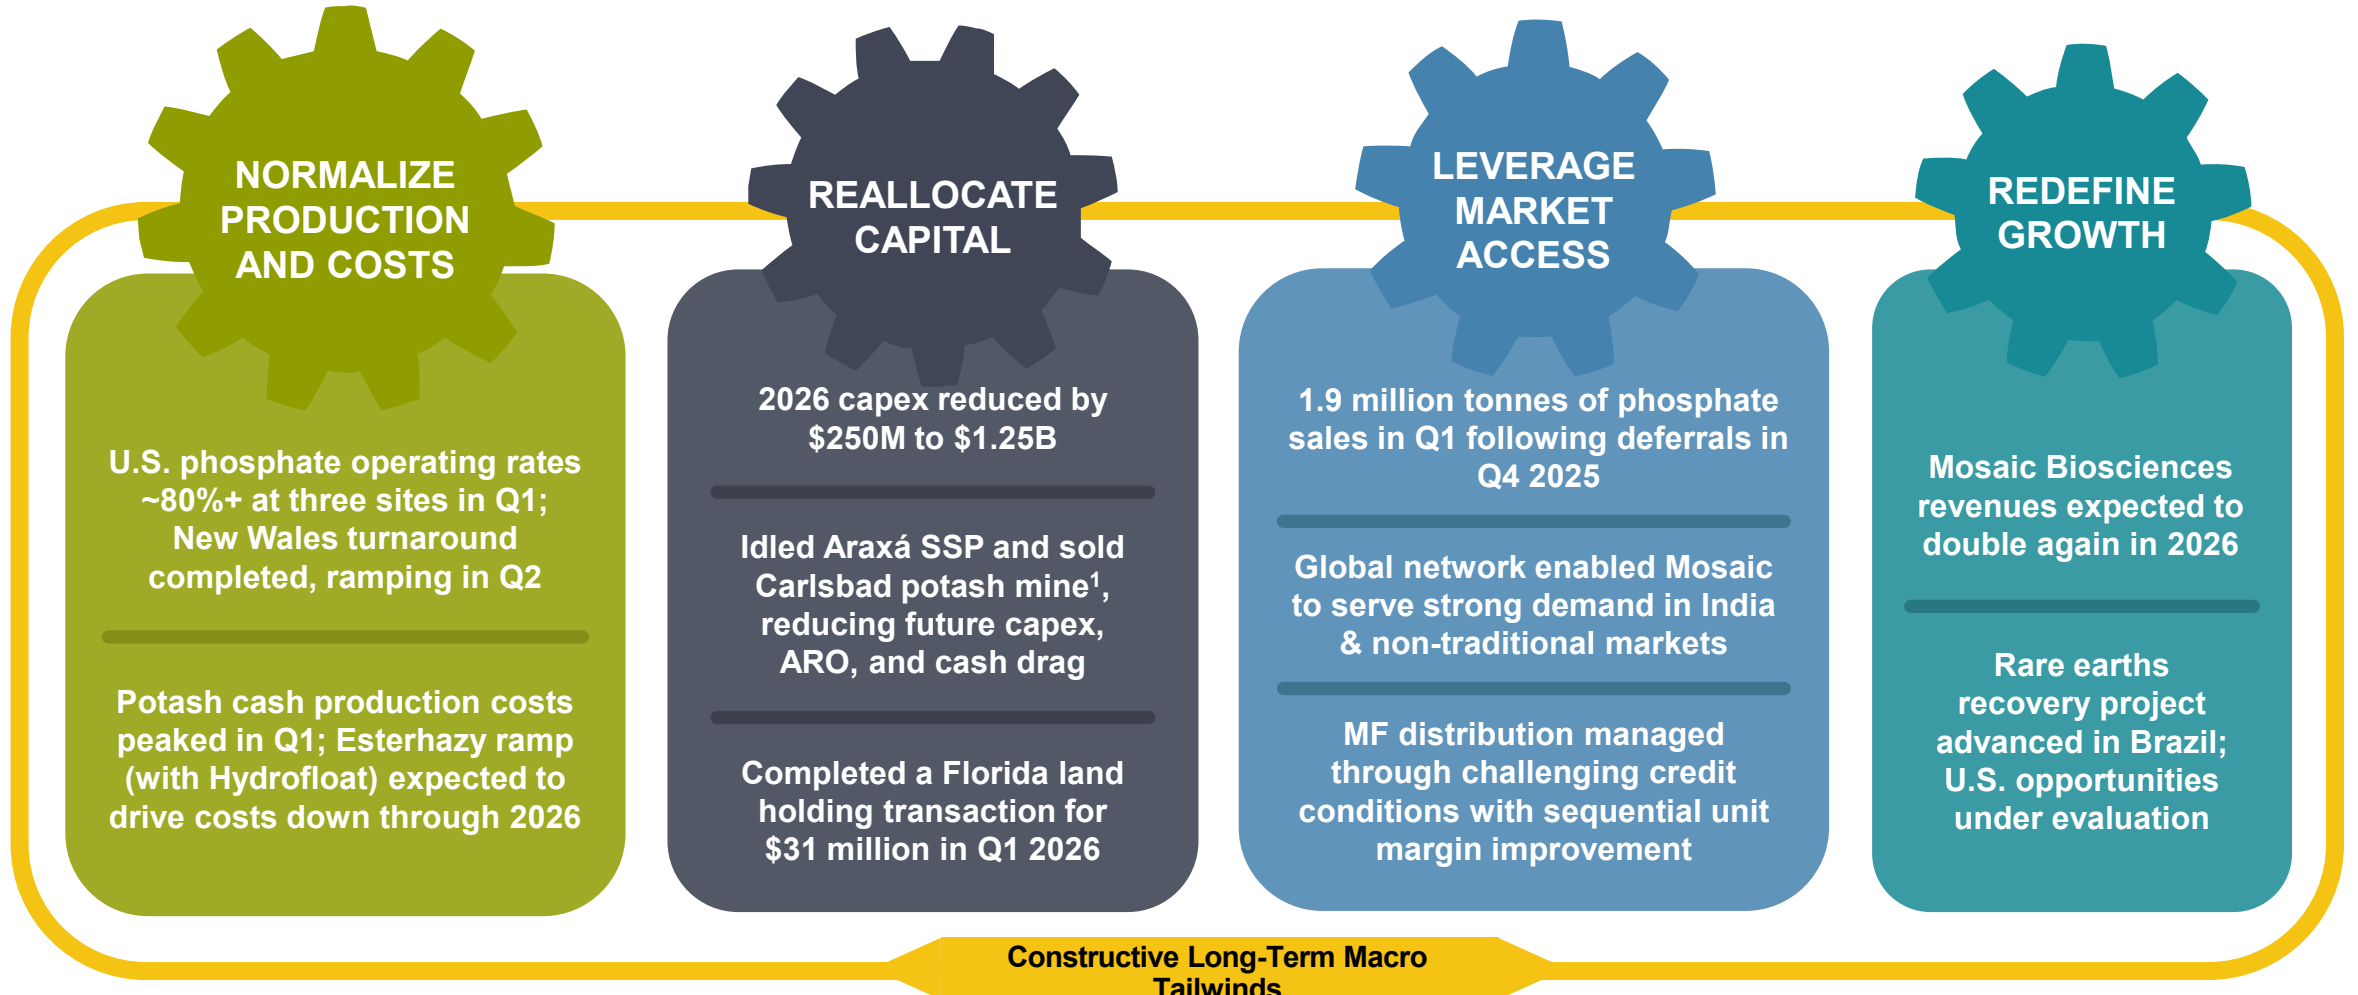 NORMALIZE
PRODUCTION
AND COSTS
U.S. phosphate operating rates
~80%+ at three sites in Q1;
New Wales turnaround
completed, ramping in Q2
Potash cash production costs
peaked in Q1; Esterhazy ramp
(with Hydrofloat) expected to
drive costs down through 2026
REALLOCATE
CAPITAL
2026 capex reduced by
$250M to $1.25B
Idled Araxá SSP and sold
Carlsbad potash mine¹,
reducing future capex,
ARO, and cash drag
Completed a Florida land
holding transaction for
$31 million in Q1 2026
LEVERAGE
MARKET
ACCESS
1.9 million tonnes of phosphate
sales in Q1 following deferrals in
Q4 2025
Global network enabled Mosaic
to serve strong demand in India
& non-traditional markets
MF distribution managed
through challenging credit
conditions with sequential unit
margin improvement
REDEFINE
GROWTH
Mosaic Biosciences
revenues expected to
double again in 2026
Rare earths
recovery project
advanced in Brazil;
U.S. opportunities
under evaluation
Constructive Long-Term Macro
Tailwinds